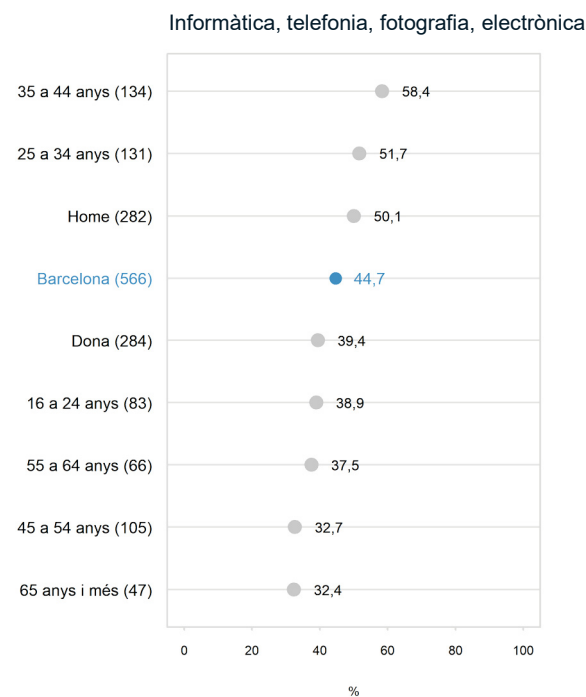 Informàtica, telefonia, fotografia, electrònica
35 a 44 anys (134) 58,4
25 a 34 anys (131) 51,7
Home (282) 50,1
Barcelona (566) 44,7
Dona (284) 39,4
16 a 24 anys (83) 38,9
55 a 64 anys (66) 37,5
45 a 54 anys (105) 32,7
65 anys i més (47) 32,4
0 20 40 60 80 100
%